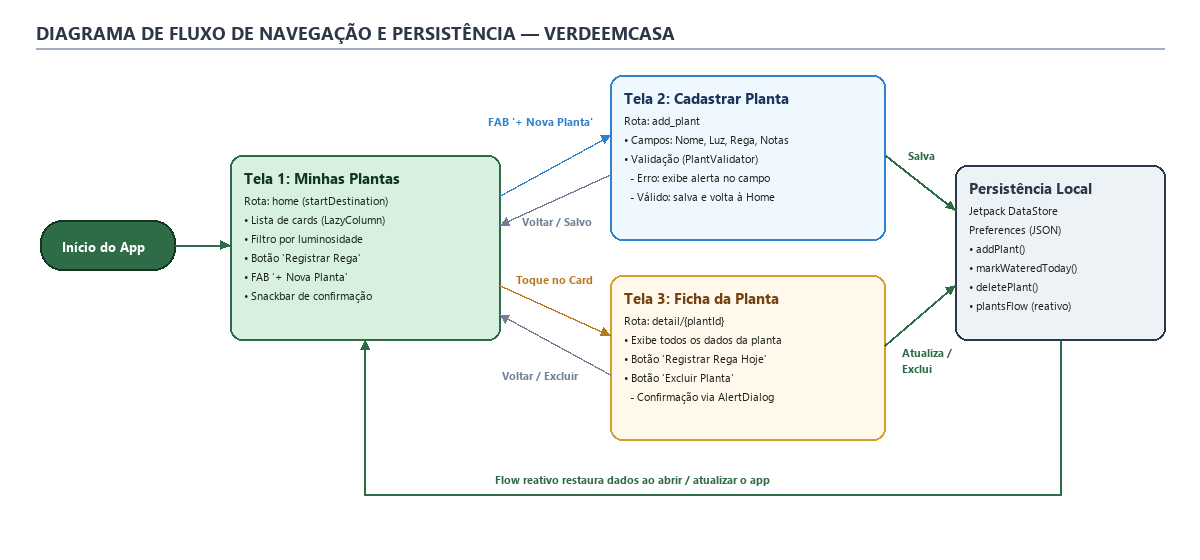 DIAGRAMA DE FLUXO DE NAVEGAÇÃO E PERSISTÊNCIA — VERDEEMCASA
Início do App
Tela 1: Minhas Plantas
Rota: home (startDestination)
• Lista de cards (LazyColumn)
• Filtro por luminosidade
• Botão 'Registrar Rega'
• FAB '+ Nova Planta'
• Snackbar de confirmação
FAB '+ Nova Planta'
Voltar / Salvo
Toque no Card
Voltar / Excluir
Tela 2: Cadastrar Planta
Rota: add_plant
• Campos: Nome, Luz, Rega, Notas
• Validação (PlantValidator)
- Erro: exibe alerta no campo
- Válido: salva e volta à Home
Tela 3: Ficha da Planta
Rota: detail/{plantId}
• Exibe todos os dados da planta
• Botão 'Registrar Rega Hoje'
• Botão 'Excluir Planta'
- Confirmação via AlertDialog
Salva
Atualiza /
Exclui
Persistência Local
Jetpack DataStore
Preferences (JSON)
• addPlant()
• markWateredToday()
• deletePlant()
• plantsFlow (reativo)
Flow reativo restaura dados ao abrir / atualizar o app